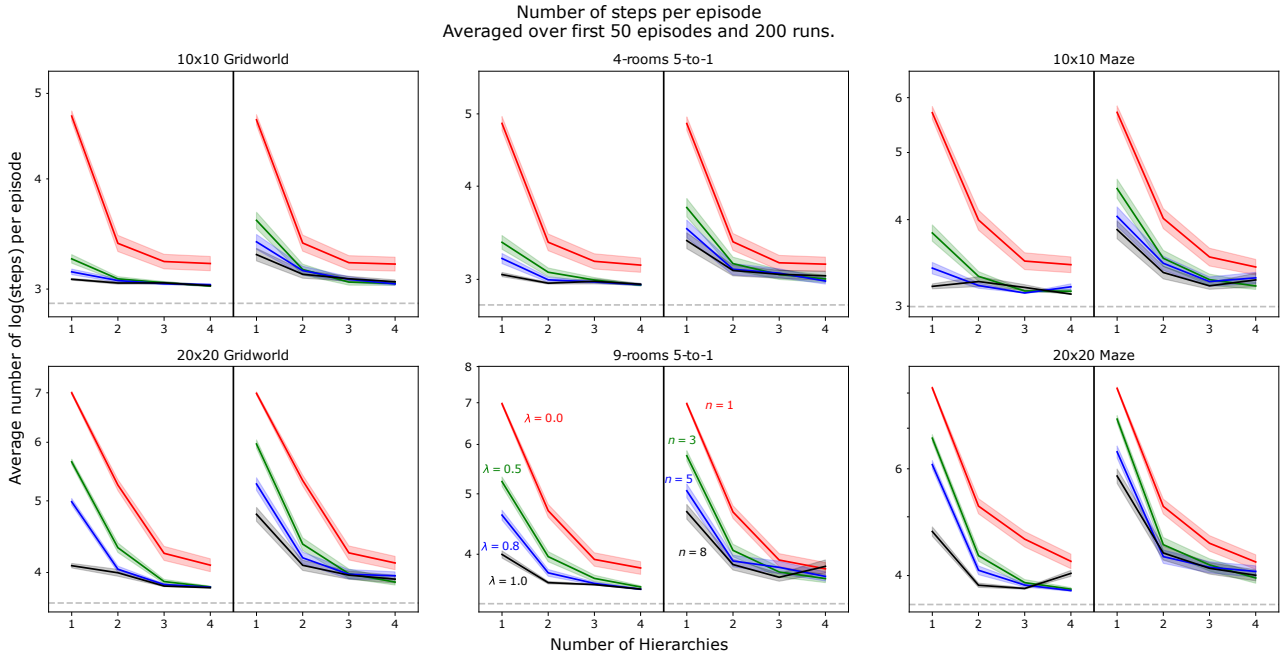 Number of steps per episode
Averaged over first 50 episodes and 200 runs.
Average number of log(steps) per episode
10x10 Gridworld
5
4
3
1 2 3 4 1 2 3 4
4-rooms 5-to-1
5
4
3
1 2 3 4 1 2 3 4
10x10 Maze
6
5
4
3
1 2 3 4 1 2 3 4
20x20 Gridworld
7
6
5
4
1 2 3 4 1 2 3 4
9-rooms 5-to-1
8
7
6
5
4
λ = 0.0
λ = 0.5
λ = 0.8
λ = 1.0
n = 1
n = 3
n = 5
n = 8
1 2 3 4 1 2 3 4
20x20 Maze
6
4
1 2 3 4 1 2 3 4
Number of Hierarchies